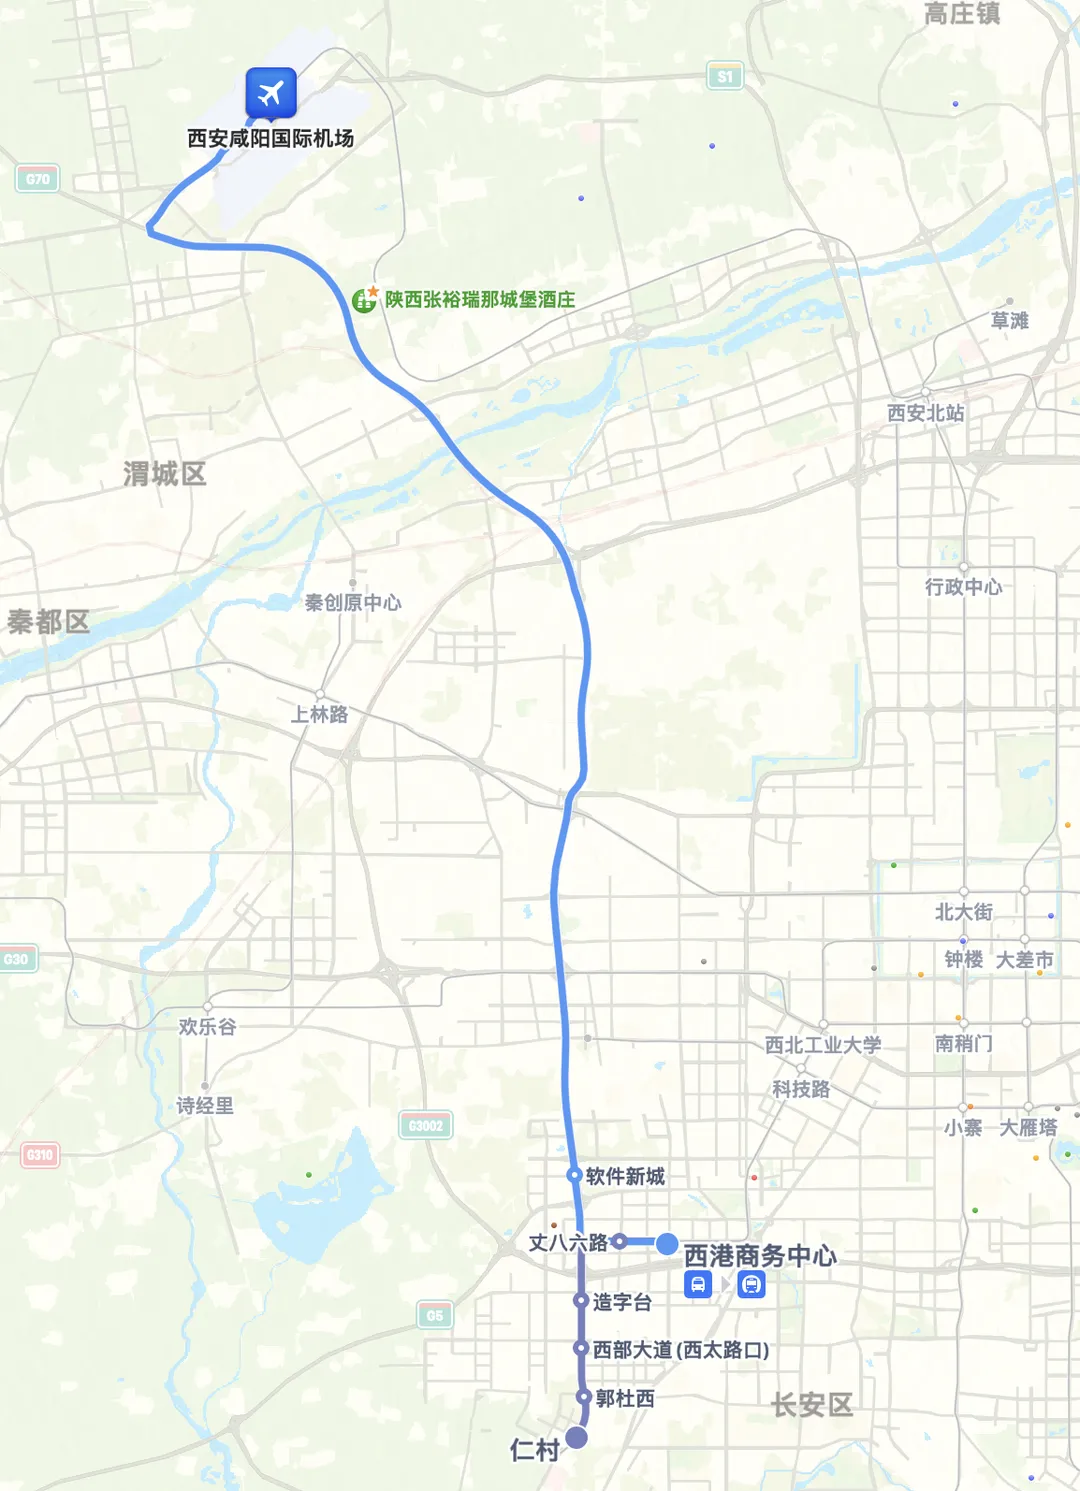 高庄镇
S1
西安咸阳国际机场
G70
陕西张裕瑞那城堡酒庄
草滩
西安北站
渭城区
行政中心
秦创原中心
秦都区
上林路
北大街
G30
钟楼
大差市
欢乐谷
西北工业大学
南稍门
科技路
诗经里
G3002
小寨
大雁塔
G310
软件新城
丈八六路
西港商务中心
造字台
G5
西部大道(西太路口)
郭杜西
长安区
仁村